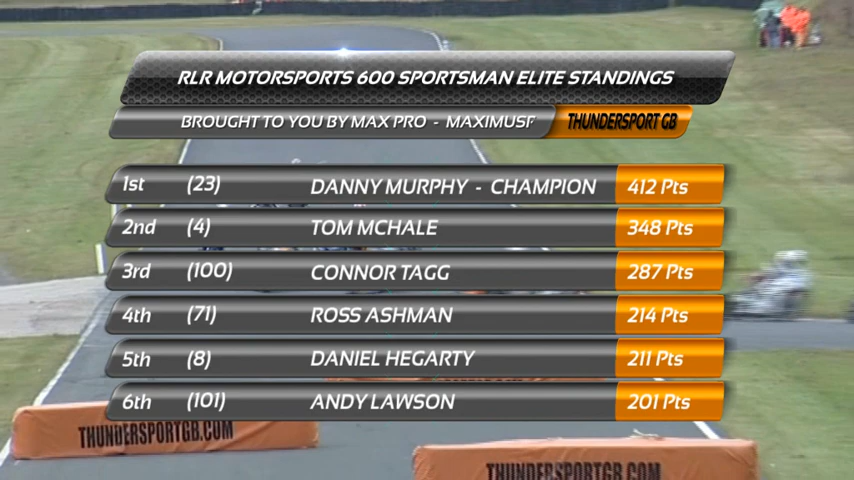 RLR MOTORSPORTS 600 SPORTSMAN ELITE STANDINGS
BROUGHT TO YOU BY MAX PRO - MAXIMUSF THUNDERSPORT GB
1st (23) DANNY MURPHY - CHAMPION 412 Pts
2nd (4) TOM MCHALE 348 Pts
3rd (100) CONNOR TAGG 287 Pts
4th (71) ROSS ASHMAN 214 Pts
5th (8) DANIEL HEGARTY 211 Pts
6th (101) ANDY LAWSON 201 Pts
THUNDERSPORTGB.COM
THUNDERSPORTGB.COM